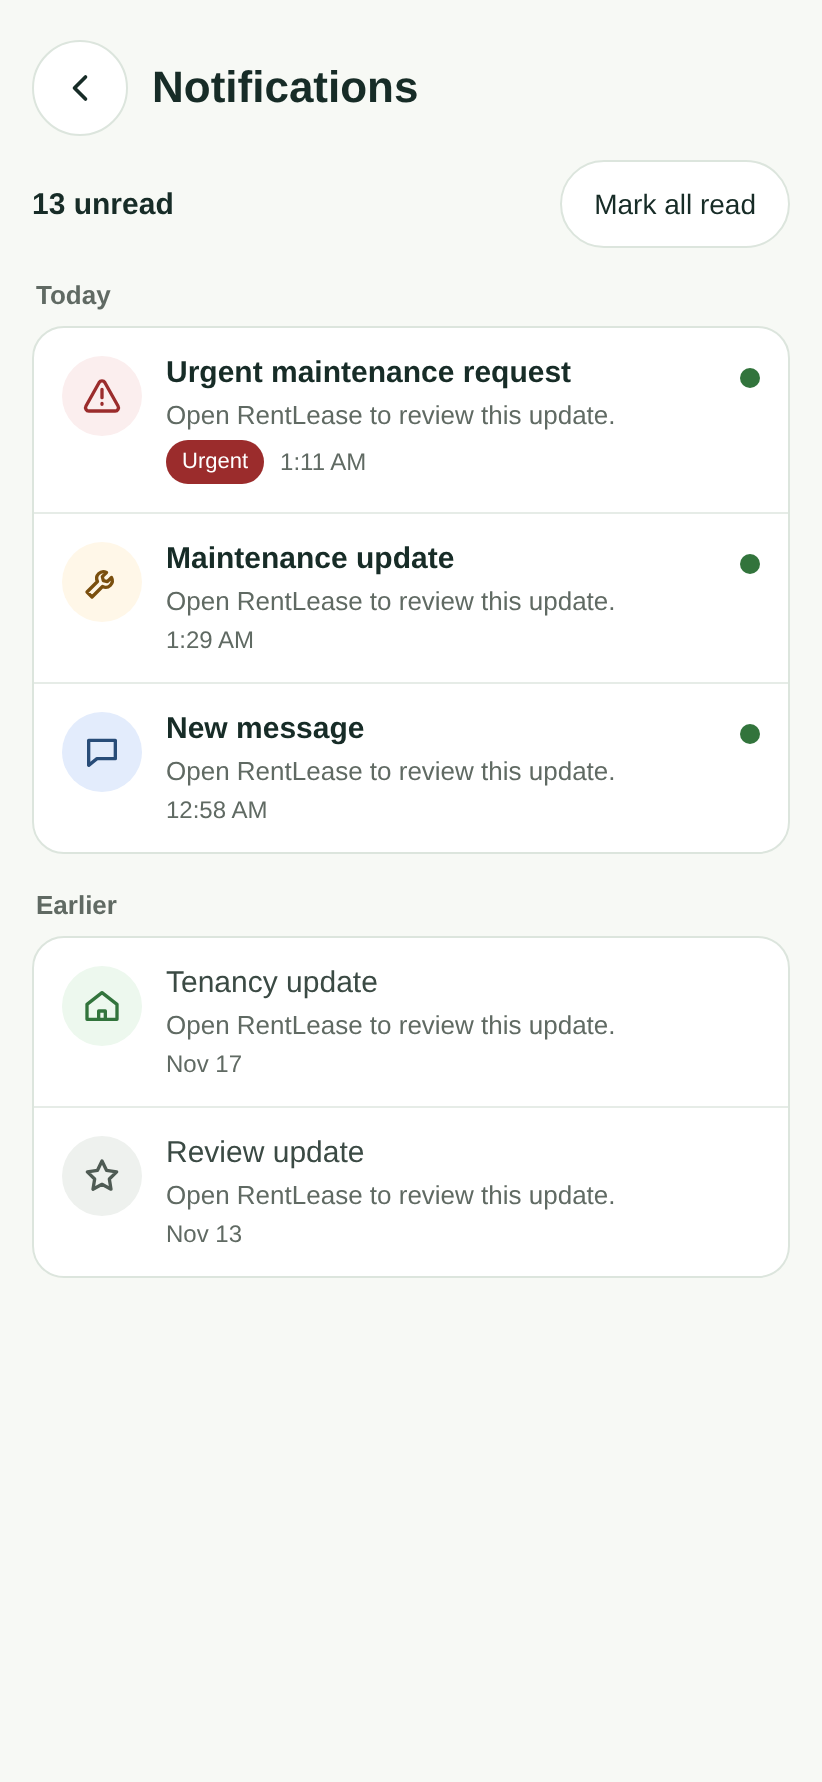 Notifications
13 unread
Mark all read
Today
Urgent maintenance request
Open RentLease to review this update.
Urgent 1:11 AM
Maintenance update
Open RentLease to review this update.
1:29 AM
New message
Open RentLease to review this update.
12:58 AM
Earlier
Tenancy update
Open RentLease to review this update.
Nov 17
Review update
Open RentLease to review this update.
Nov 13